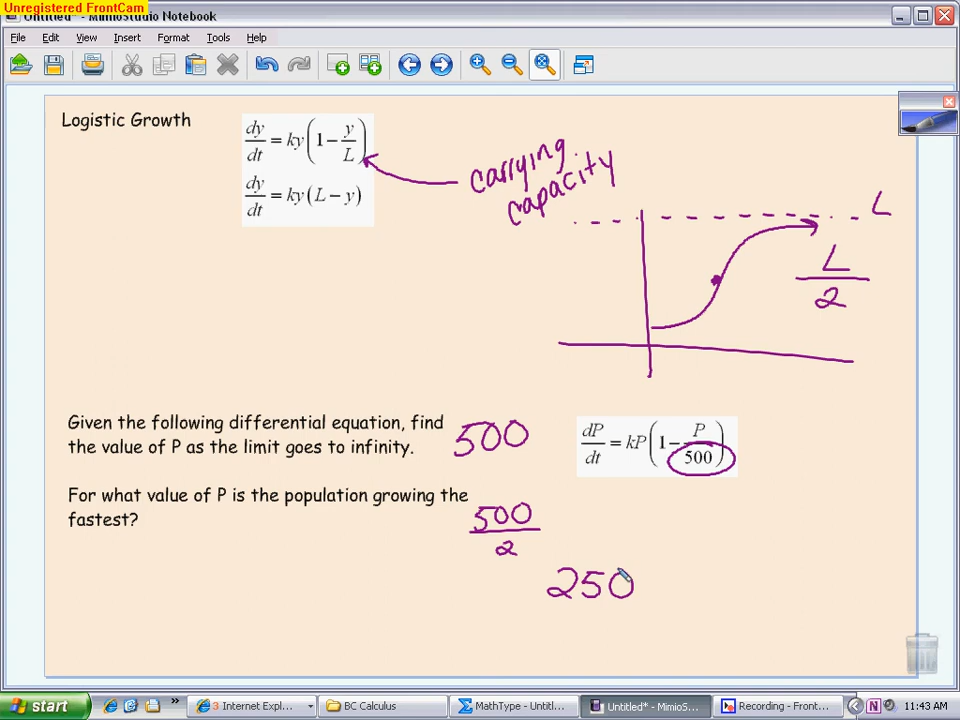 Unregistered FrontCam
Untitled* - MimioStudio Notebook
File Edit View Insert Format Tools Help
Logistic Growth
dy/dt = ky(1 - y/L)
dy/dt = ky(L - y)
carrying
capacity
L
L/2
Given the following differential equation, find
the value of P as the limit goes to infinity.
500
dP/dt = kP(1 - P/500)
For what value of P is the population growing the
fastest?
500/2
250
start
3 Internet Expl...
BC Calculus
MathType - Untitl...
Untitled* - MimioS...
Recording - Front...
11:43 AM